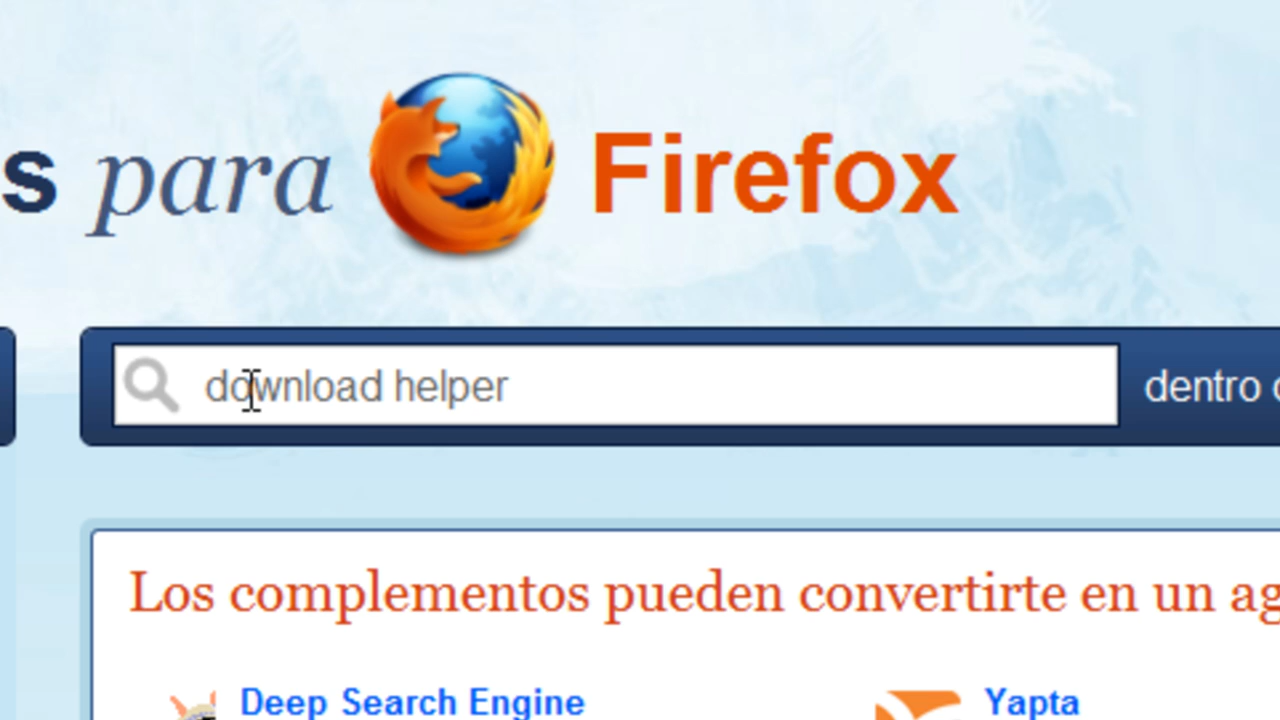 s para Firefox
download helper
dentro
Los complementos pueden convertirte en un ag
Deep Search Engine
Yapta